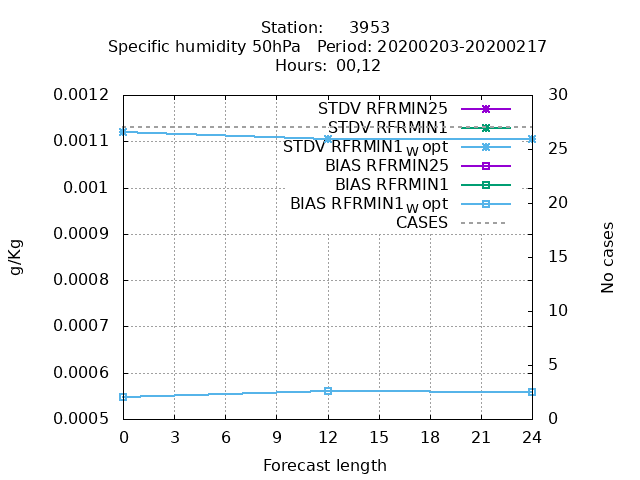 Station: 3953
Specific humidity 50hPa Period: 20200203-20200217
Hours: 00,12
0.0012
0.0011
0.001
0.0009
0.0008
0.0007
0.0006
0.0005
g/Kg
STDV RFRMIN25
STDV RFRMIN1
STDV RFRMIN1_w opt
BIAS RFRMIN25
BIAS RFRMIN1
BIAS RFRMIN1_w opt
CASES
30
25
20
15
10
5
0
No cases
0 3 6 9 12 15 18 21 24
Forecast length